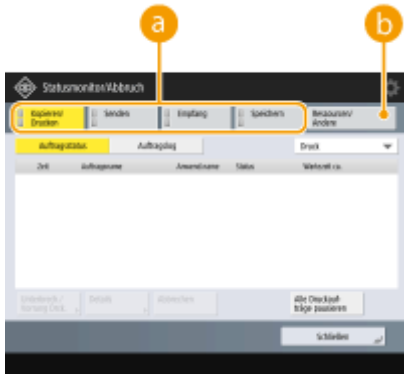 a
b
Statusmonitor/Abbruch
Kopieren/
Drucken
Senden
Empfang
Speichern
Ressourcen/
Andere
Auftragsstatus
Auftragslog
Druck
Zeit
Auftragsname
Anwendname
Status
Wartezeit ca.
Details
Abbrechen
Alle Druckauf-
träge pausieren
Schließen